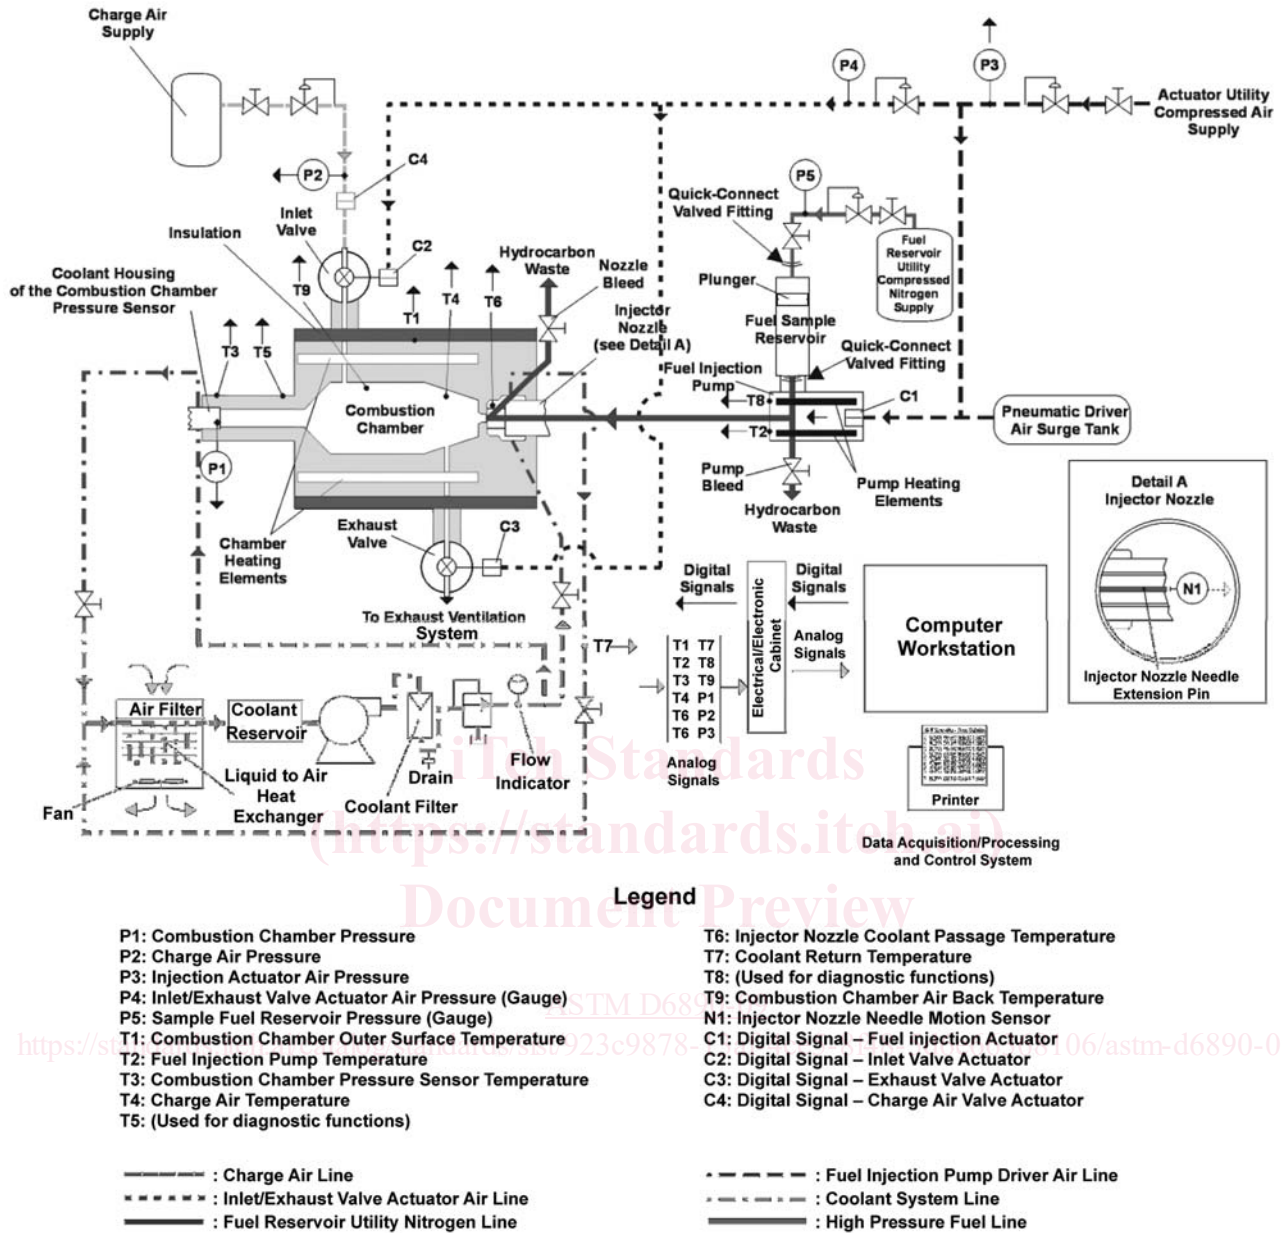 Charge Air
Supply
P4
P3
Actuator Utility
Compressed Air
Supply
P2
C4
P5
Quick-Connect
Valved Fitting
Inlet
Valve
Insulation
C2
Hydrocarbon
Waste
Nozzle
Bleed
Fuel
Reservoir
Utility
Compressed
Nitrogen
Supply
Coolant Housing
of the Combustion Chamber
Pressure Sensor
T9
T1
T4
T6
Injector
Nozzle
(see Detail A)
Plunger
Fuel Sample
Reservoir
Quick-Connect
Valved Fitting
T3
T5
Fuel Injection
Pump
T8
C1
Combustion
Chamber
T2
Pneumatic Driver
Air Surge Tank
P1
Pump
Bleed
Pump Heating
Elements
Hydrocarbon
Waste
Detail A
Injector Nozzle
N1
Injector Nozzle Needle
Extension Pin
Exhaust
Valve
C3
Chamber
Heating
Elements
To Exhaust Ventilation
System
Digital
Signals
Digital
Signals
Electrical/Electronic
Cabinet
Analog
Signals
Computer
Workstation
T7
T1 T7
T2 T8
T3 T9
T4 P1
T6 P2
T6 P3
Analog
Signals
Air Filter
Coolant
Reservoir
Liquid to Air
Heat
Exchanger
Fan
Coolant Filter
Drain
Flow
Indicator
Printer
Data Acquisition/Processing
and Control System
iTeh Standards
(https://standards.iteh.ai)
Document Preview
Legend
P1: Combustion Chamber Pressure
P2: Charge Air Pressure
P3: Injection Actuator Air Pressure
P4: Inlet/Exhaust Valve Actuator Air Pressure (Gauge)
P5: Sample Fuel Reservoir Pressure (Gauge)
T1: Combustion Chamber Outer Surface Temperature
T2: Fuel Injection Pump Temperature
T3: Combustion Chamber Pressure Sensor Temperature
T4: Charge Air Temperature
T5: (Used for diagnostic functions)
T6: Injector Nozzle Coolant Passage Temperature
T7: Coolant Return Temperature
T8: (Used for diagnostic functions)
T9: Combustion Chamber Air Back Temperature
N1: Injector Nozzle Needle Motion Sensor
C1: Digital Signal – Fuel injection Actuator
C2: Digital Signal – Inlet Valve Actuator
C3: Digital Signal – Exhaust Valve Actuator
C4: Digital Signal – Charge Air Valve Actuator
ASTM
: Charge Air Line
: Inlet/Exhaust Valve Actuator Air Line
: Fuel Reservoir Utility Nitrogen Line
: Fuel Injection Pump Driver Air Line
: Coolant System Line
: High Pressure Fuel Line